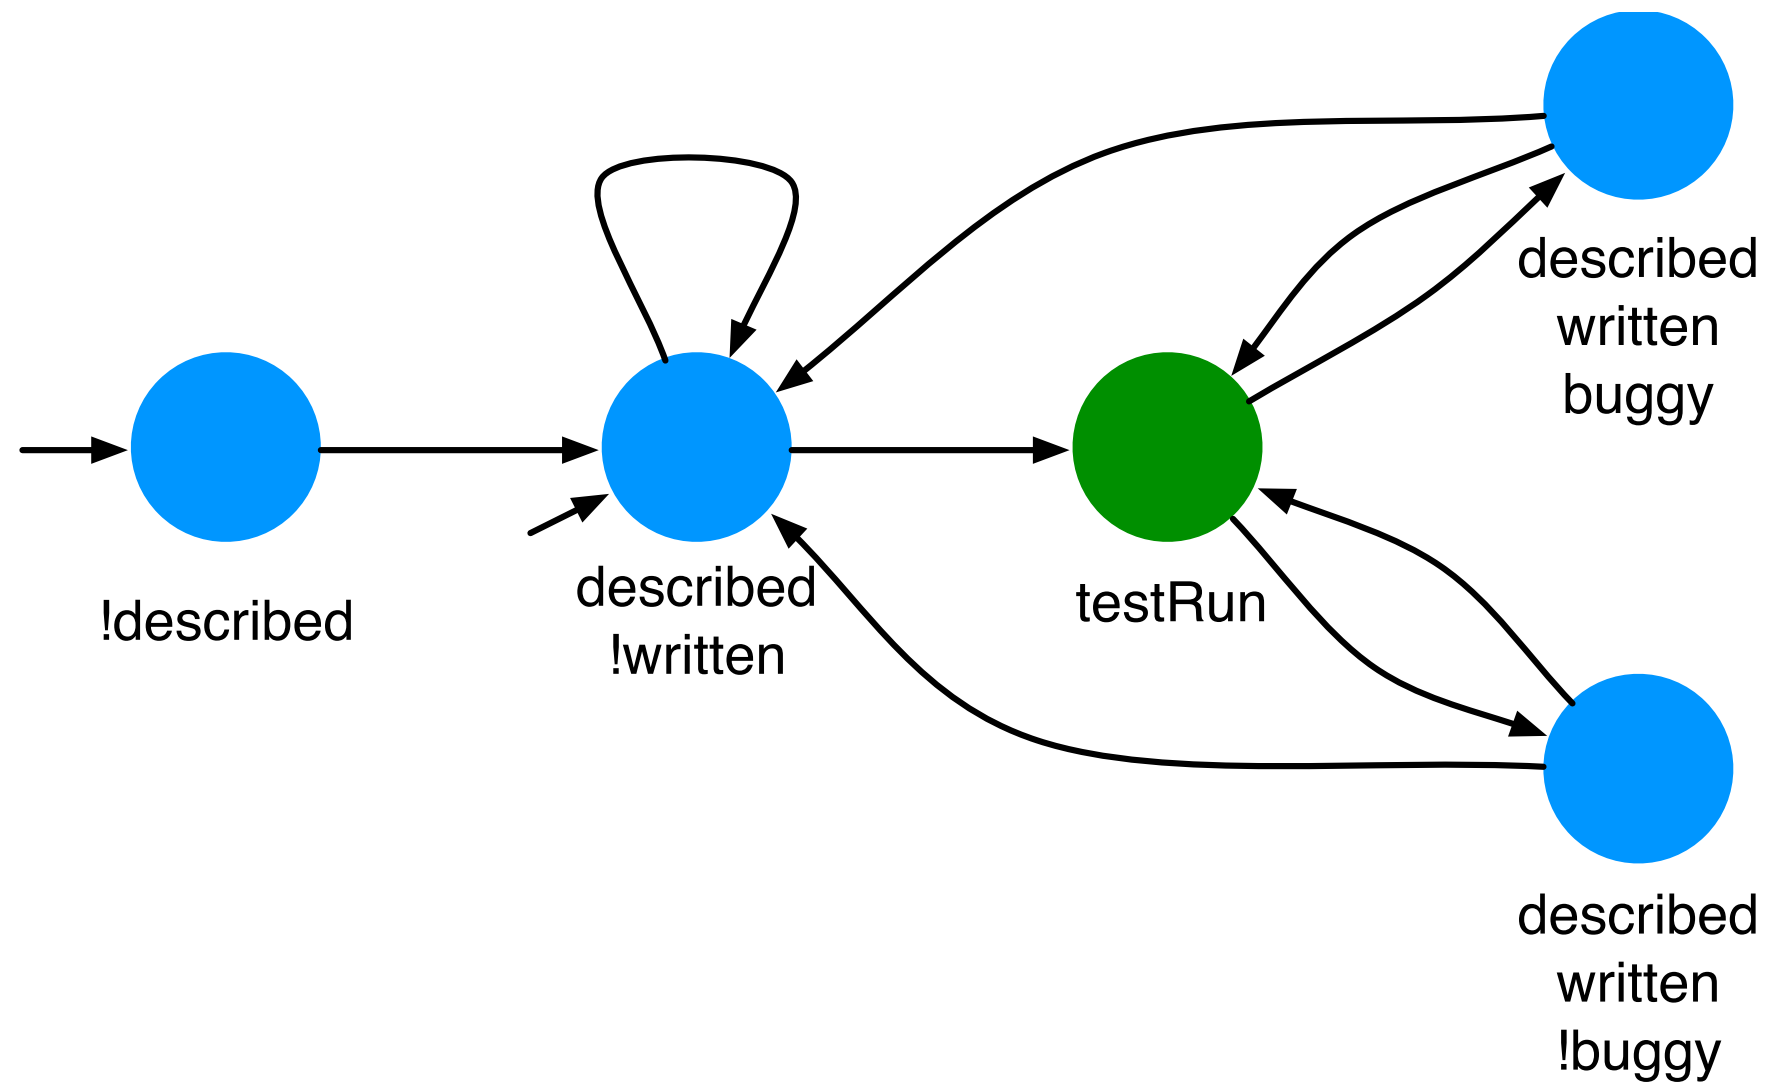 !described
described
!written
testRun
described
written
buggy
described
written
!buggy